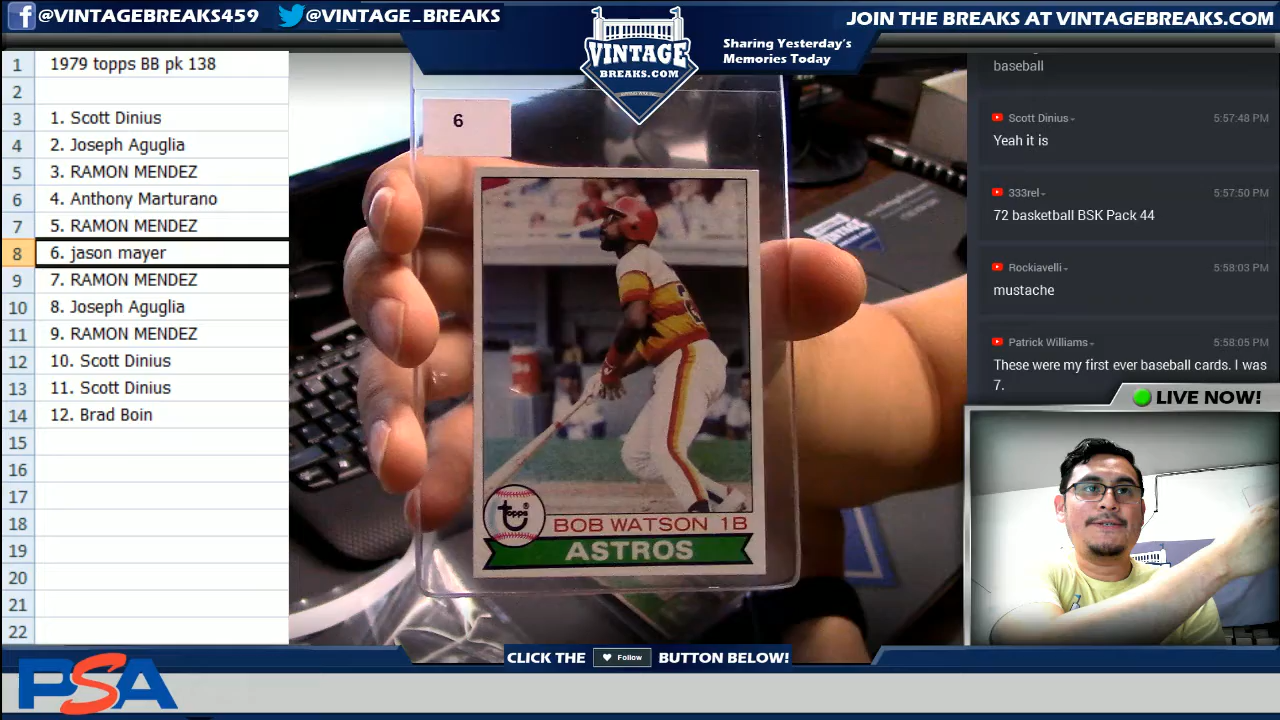 @VINTAGEBREAKS459 @VINTAGE_BREAKS
VINTAGE
BREAKS.COM
Sharing Yesterday's
Memories Today
JOIN THE BREAKS AT VINTAGEBREAKS.COM
1 1979 topps BB pk 138
2
3 1. Scott Dinius
4 2. Joseph Aguglia
5 3. RAMON MENDEZ
6 4. Anthony Marturano
7 5. RAMON MENDEZ
8 6. jason mayer
9 7. RAMON MENDEZ
10 8. Joseph Aguglia
11 9. RAMON MENDEZ
12 10. Scott Dinius
13 11. Scott Dinius
14 12. Brad Boin
15
16
17
18
19
20
21
22
6
topps
BOB WATSON 1B
ASTROS
baseball
Scott Dinius
5:57:48 PM
Yeah it is
333rel
5:57:50 PM
72 basketball BSK Pack 44
Rockiavelli
5:58:03 PM
mustache
Patrick Williams
5:58:05 PM
These were my first ever baseball cards. I was
7.
LIVE NOW!
CLICK THE Follow BUTTON BELOW!
PSA